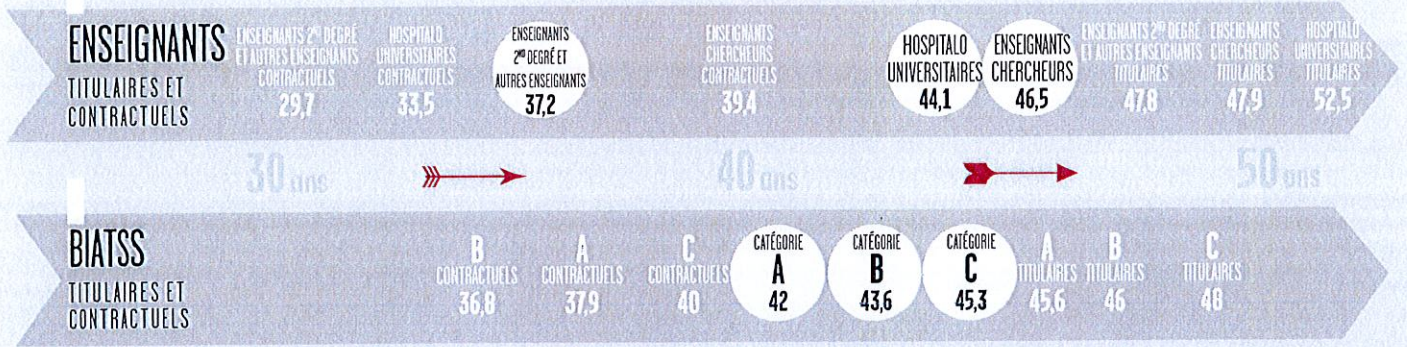 ENSEIGNANTS
TITULAIRES ET
CONTRACTUELS
ENSEIGNANTS 2ND DEGRÉ
ET AUTRES ENSEIGNANTS
CONTRACTUELS
29,7
HOSPITALO
UNIVERSITAIRES
CONTRACTUELS
33,5
ENSEIGNANTS
2ND DEGRÉ ET
AUTRES ENSEIGNANTS
37,2
ENSEIGNANTS
CHERCHEURS
CONTRACTUELS
39,4
HOSPITALO
UNIVERSITAIRES
44,1
ENSEIGNANTS
CHERCHEURS
46,5
ENSEIGNANTS 2ND DEGRÉ
ET AUTRES ENSEIGNANTS
TITULAIRES
47,8
ENSEIGNANTS
CHERCHEURS
TITULAIRES
47,9
HOSPITALO
UNIVERSITAIRES
TITULAIRES
52,5
30 ans
40 ans
50 ans
BIATSS
TITULAIRES ET
CONTRACTUELS
B
CONTRACTUELS
36,8
A
CONTRACTUELS
37,9
C
CONTRACTUELS
40
CATÉGORIE
A
42
CATÉGORIE
B
43,6
CATÉGORIE
C
45,3
A
TITULAIRES
45,6
B
TITULAIRES
46
C
TITULAIRES
48